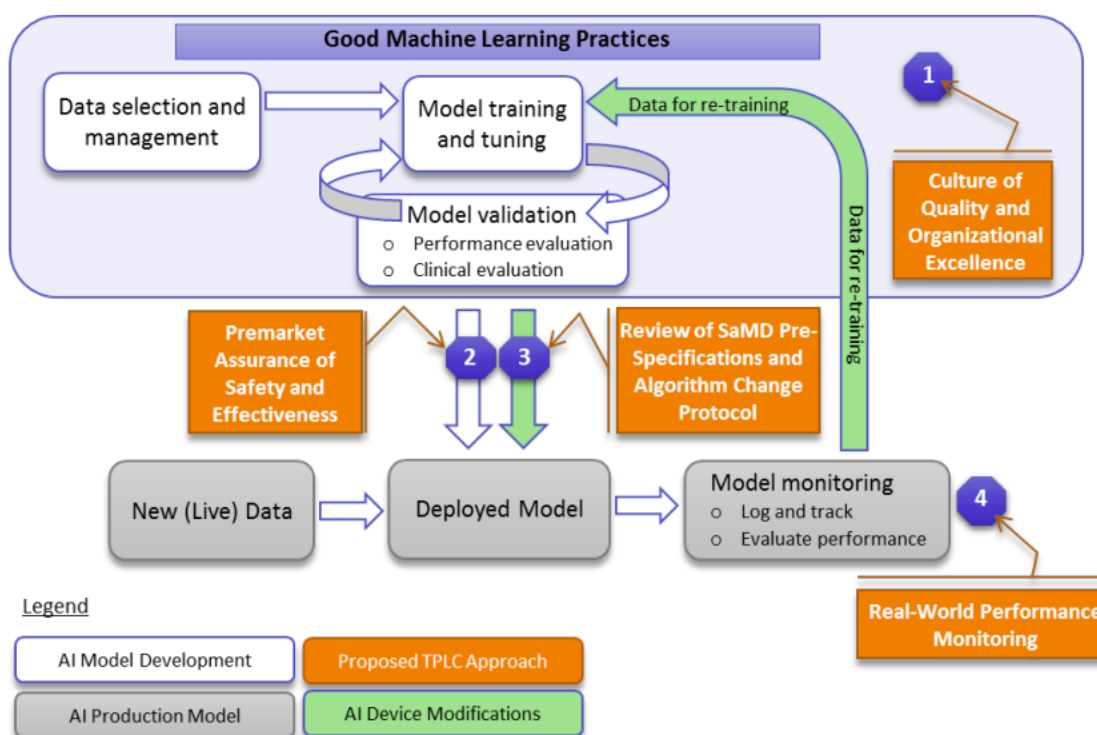 Good Machine Learning Practices
Data selection and
management
Model training
and tuning
Data for re-training
1
Culture of
Quality and
Organizational
Excellence
Model validation
o Performance evaluation
o Clinical evaluation
Data for re-training
Premarket
Assurance of
Safety and
Effectiveness
2
3
Review of SaMD Pre-
Specifications and
Algorithm Change
Protocol
New (Live) Data
Deployed Model
Model monitoring
o Log and track
o Evaluate performance
4
Real-World Performance
Monitoring
Legend
AI Model Development
Proposed TPLC Approach
AI Production Model
AI Device Modifications